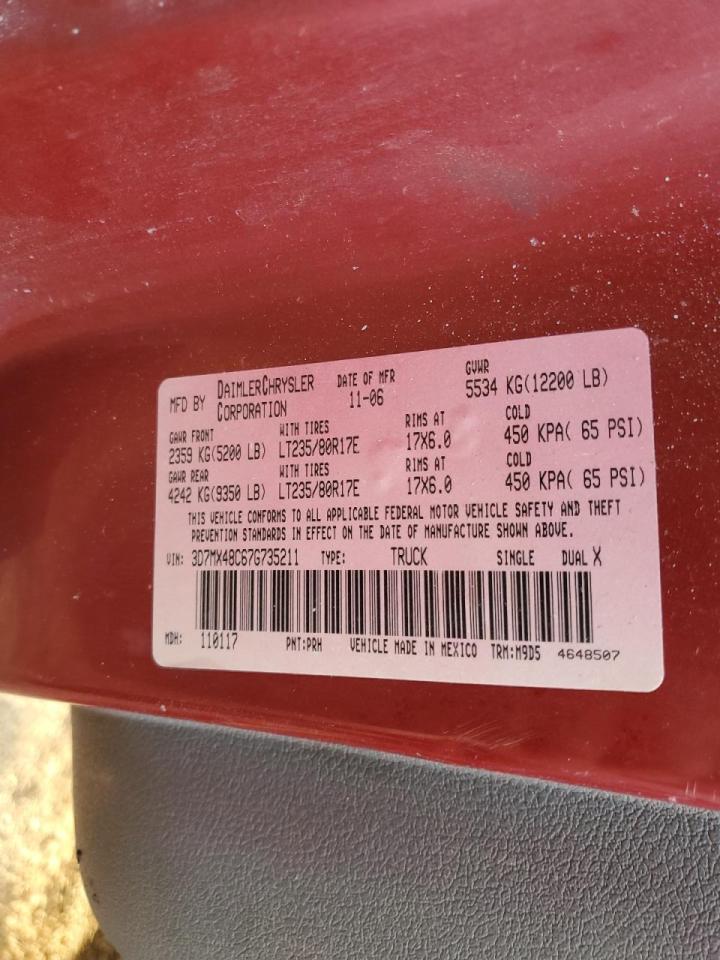 MFD BY DAIMLERCHRYSLER CORPORATION DATE OF MFR 11-06 GVWR 5534 KG(12200 LB)
GAWR FRONT WITH TIRES RIMS AT COLD
2359 KG(5200 LB) LT235/80R17E 17X6.0 450 KPA( 65 PSI)
GAWR REAR WITH TIRES RIMS AT COLD
4242 KG(9350 LB) LT235/80R17E 17X6.0 450 KPA( 65 PSI)
THIS VEHICLE CONFORMS TO ALL APPLICABLE FEDERAL MOTOR VEHICLE SAFETY AND THEFT
PREVENTION STANDARDS IN EFFECT ON THE DATE OF MANUFACTURE SHOWN ABOVE.
VIN: 3D7MX48C67G735211 TYPE: TRUCK SINGLE DUAL X
MDH: 110117 PNT:PRH VEHICLE MADE IN MEXICO TRM:M9D5 4648507